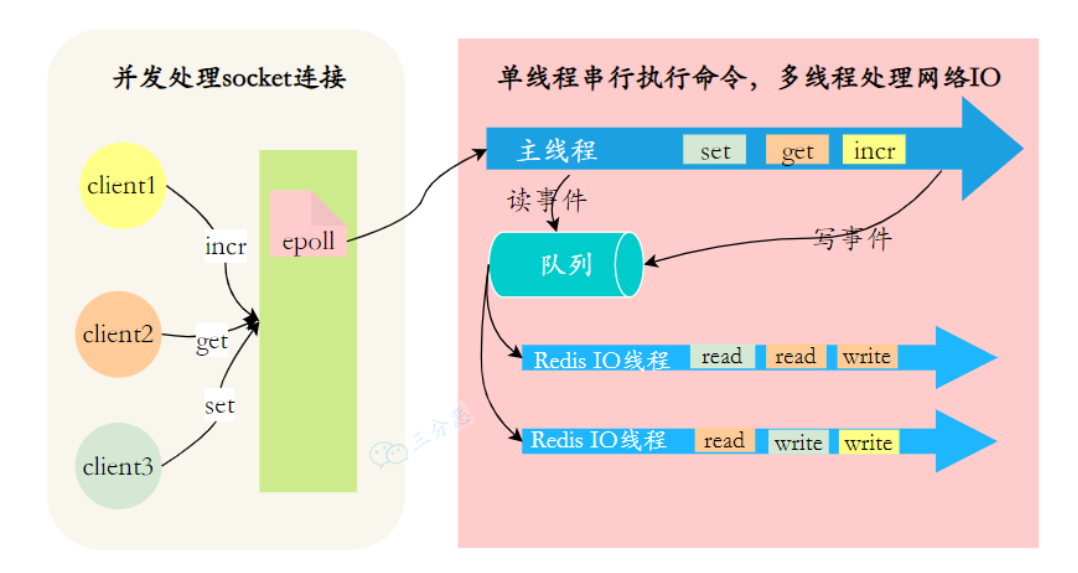 并发处理socket连接
client1
client2
client3
incr
get
set
epoll
三分恶
单线程串行执行命令，多线程处理网络IO
主线程 set get incr
读事件
写事件
队列
Redis IO线程 read read write
Redis IO线程 read write write